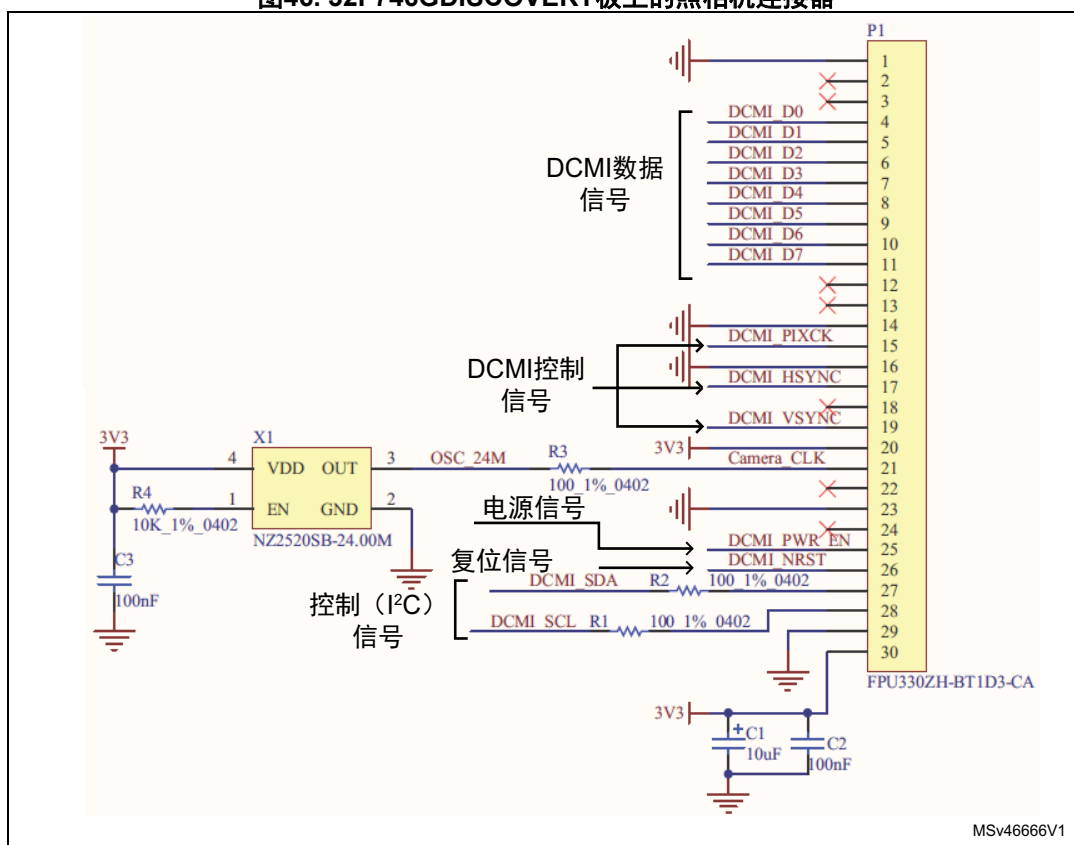 P1
1
2
3
DCMI_D0
4
DCMI_D1
5
DCMI_D2
6
DCMI_D3
7
DCMI_D4
8
DCMI_D5
9
DCMI_D6
10
DCMI_D7
11
DCMI数据
信号
12
13
14
DCMI_PIXCK
15
16
DCMI控制
信号
DCMI_HSYNC
17
18
DCMI_VSYNC
19
3V3
20
3V3
X1
4
VDD
OUT
3
OSC_24M
R3
100_1%_0402
Camera_CLK
21
R4
10K_1%_0402
1
EN
GND
2
NZ2520SB-24.00M
22
23
24
电源信号
DCMI_PWR_EN
25
复位信号
DCMI_NRST
26
C3
100nF
控制（I²C）
信号
DCMI_SDA
R2
100_1%_0402
27
DCMI_SCL
R1
100_1%_0402
28
29
30
FPU330ZH-BT1D3-CA
3V3
+
C1
10uF
C2
100nF
MSv46666V1